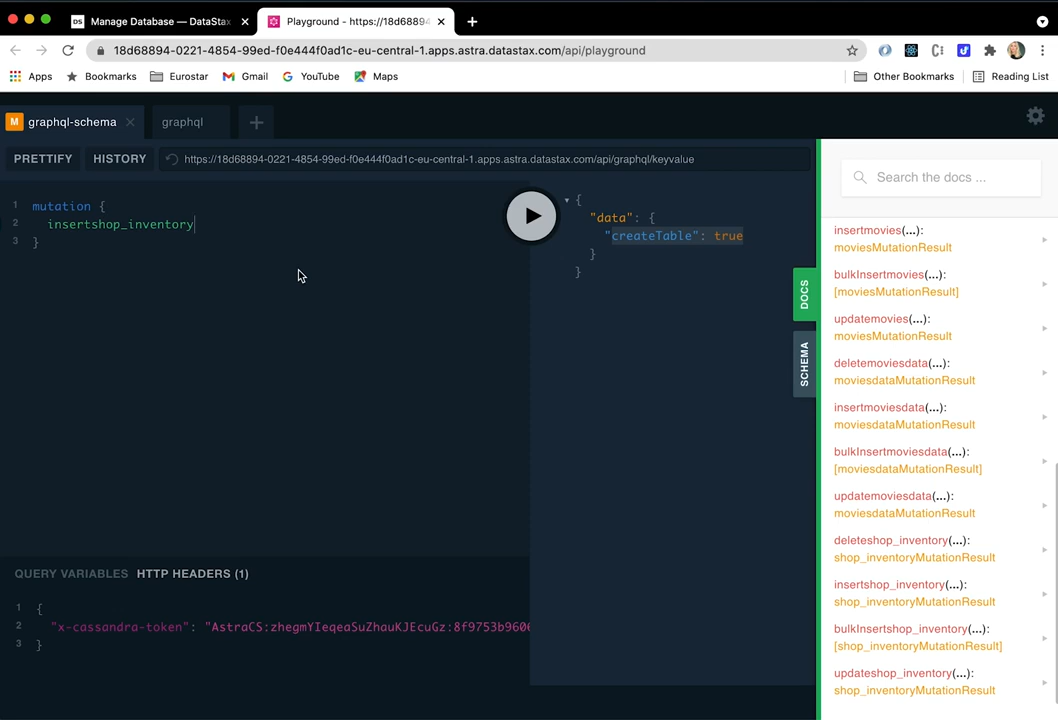 Manage Database — DataStax
Playground - https://18d68894
18d68894-0221-4854-99ed-f0e444f0ad1c-eu-central-1.apps.astra.datastax.com/api/playground
Apps Bookmarks Eurostar Gmail YouTube Maps Other Bookmarks Reading List
M graphql-schema graphql
PRETTIFY HISTORY https://18d68894-0221-4854-99ed-f0e444f0ad1c-eu-central-1.apps.astra.datastax.com/api/graphql/keyvalue
1 mutation {
2 insertshop_inventory
3 }
{
"data": {
"createTable": true
}
}
DOCS
SCHEMA
Search the docs ...
insertmovies(...):
moviesMutationResult
bulkInsertmovies(...):
[moviesMutationResult]
updatemovies(...):
moviesMutationResult
deletemoviesdata(...):
moviesdataMutationResult
insertmoviesdata(...):
moviesdataMutationResult
bulkInsertmoviesdata(...):
[moviesdataMutationResult]
updatemoviesdata(...):
moviesdataMutationResult
deleteshop_inventory(...):
shop_inventoryMutationResult
insertshop_inventory(...):
shop_inventoryMutationResult
bulkInsertshop_inventory(...):
[shop_inventoryMutationResult]
updateshop_inventory(...):
shop_inventoryMutationResult
QUERY VARIABLES HTTP HEADERS (1)
1 {
2 "x-cassandra-token": "AstraCS:zhegmYIeqeaSuZhauKJEcuGz:8f9753b960
3 }